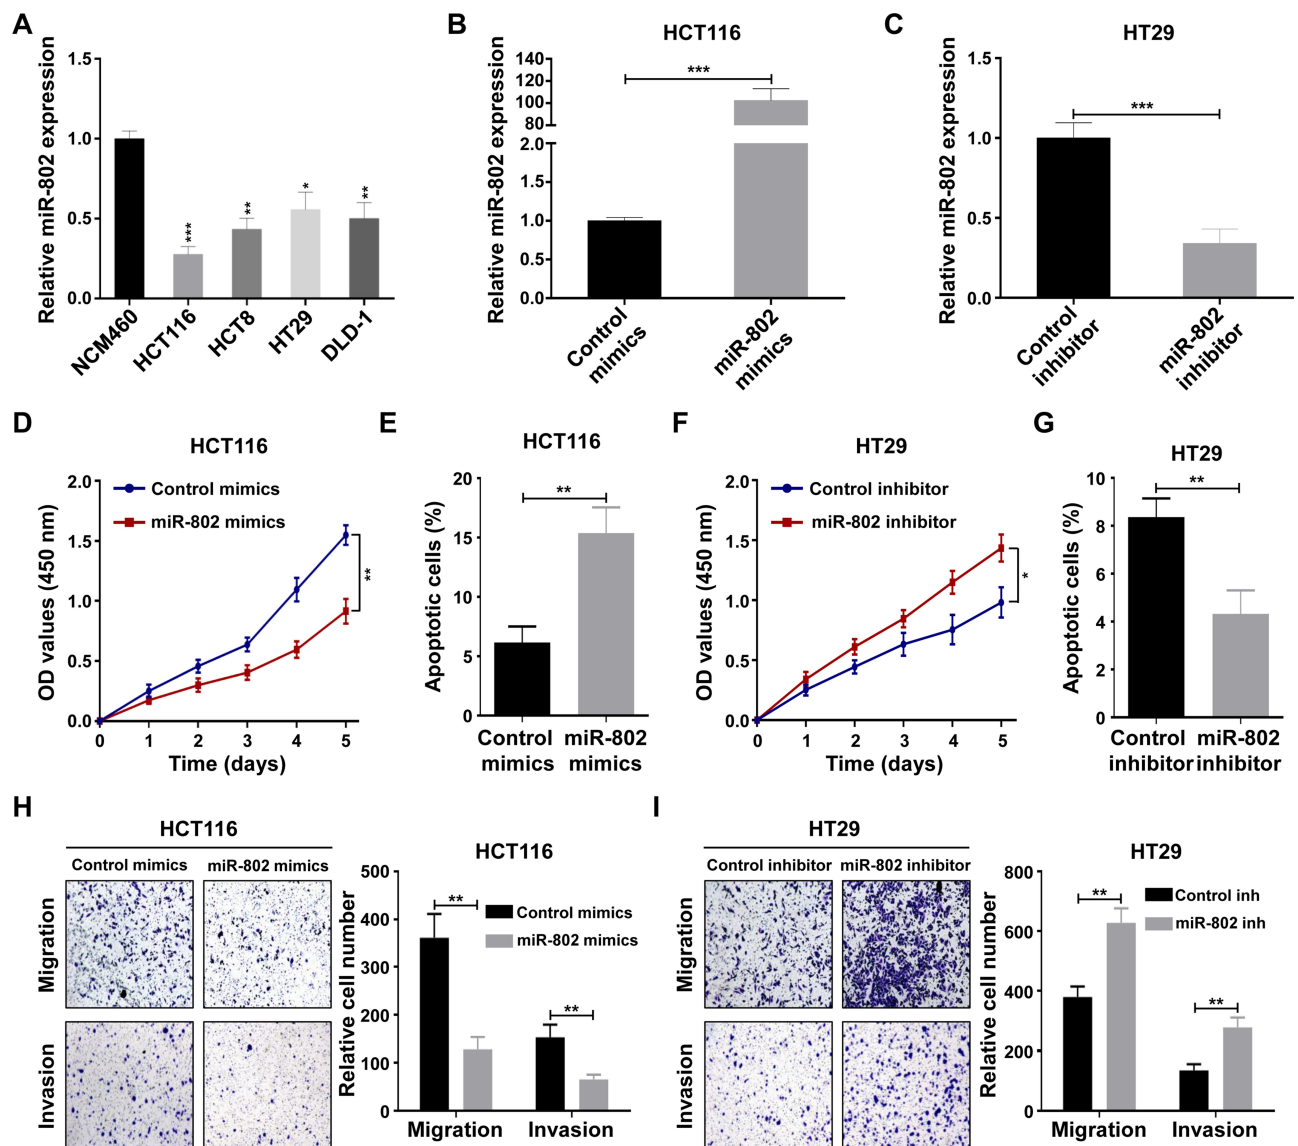 A
Relative miR-802 expression
1.5
1.0
0.5
0.0
***
**
*
**
NCM460
HCT116
HCT8
HT29
DLD-1
B
HCT116
Relative miR-802 expression
140
120
100
80
2.0
1.5
1.0
0.5
0.0
***
Control
mimics
miR-802
mimics
C
HT29
Relative miR-802 expression
1.5
1.0
0.5
0.0
***
Control
inhibitor
miR-802
inhibitor
D
HCT116
OD values (450 nm)
2.0
1.5
1.0
0.5
0.0
Control mimics
miR-802 mimics
**
0 1 2 3 4 5
Time (days)
E
HCT116
Apoptotic cells (%)
20
15
10
5
0
**
Control
mimics
miR-802
mimics
F
HT29
OD values (450 nm)
2.0
1.5
1.0
0.5
0.0
Control inhibitor
miR-802 inhibitor
*
0 1 2 3 4 5
Time (days)
G
HT29
Apoptotic cells (%)
10
8
6
4
2
0
**
Control
inhibitor
miR-802
inhibitor
H
HCT116
Control mimics miR-802 mimics
Migration
Invasion
HCT116
Relative cell number
500
400
300
200
100
0
**
**
Control mimics
miR-802 mimics
Migration Invasion
I
HT29
Control inhibitor miR-802 inhibitor
Migration
Invasion
HT29
Relative cell number
800
600
400
200
0
**
**
Control inh
miR-802 inh
Migration Invasion